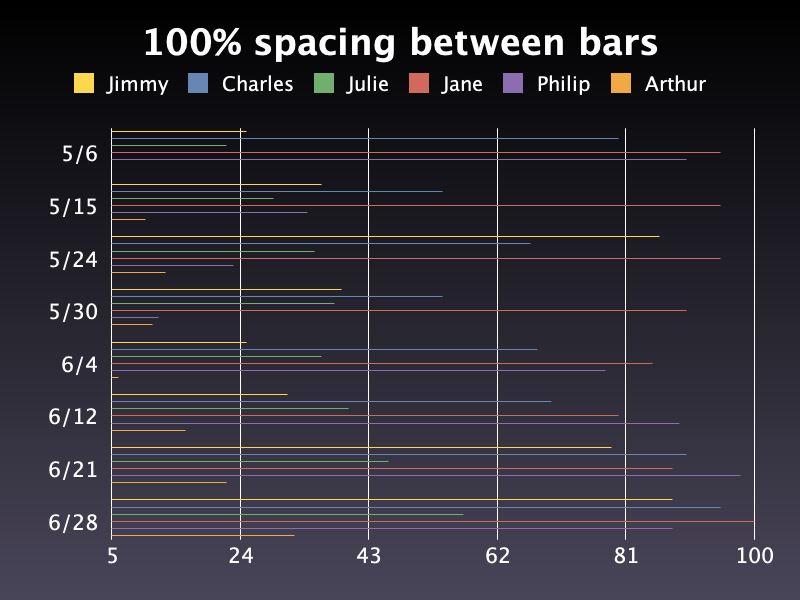 100% spacing between bars
Jimmy Charles Julie Jane Philip Arthur
5/6
5/15
5/24
5/30
6/4
6/12
6/21
6/28
5 24 43 62 81 100